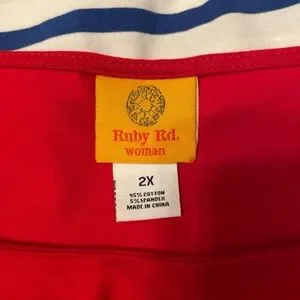 Ruby Rd.
woman
2X
95% COTTON
5% SPANDEX
MADE IN CHINA